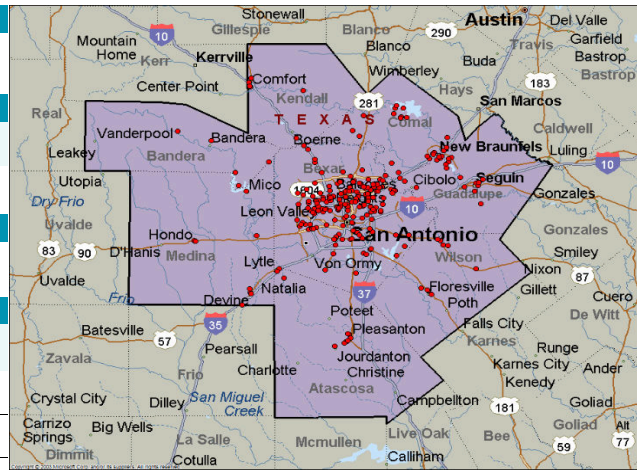 Stonewall
Austin
Del Valle
Gillespie
Blanco
290
Travis
Garfield
Mountain
Home
10
Kerr
Kerrville
Blanco
Buda
Bastrop
Bastrop
Wimberley
183
Center Point
Comfort
Kendall
281
Hays
San Marcos
Real
TEXAS
Comal
Caldwell
Vanderpool
Bandera
Boerne
New Braunfels
Luling
Leakey
Bandera
Bexar
10
Utopia
Mico
1604
Cibolo
Seguin
Guadalupe
Gonzales
Dry Frio
Leon Valley
10
Uvalde
Hondo
San Antonio
Gonzales
83
90
D'Hanis
Medina
Von Ormy
Wilson
Smiley
Lytle
Nixon
87
Uvalde
Natalia
37
Floresville
Gillett
Frio
Devine
Poth
Cuero
Poteet
De Witt
Batesville
57
35
Pleasanton
Falls City
Karnes
Runge
Zavala
Pearsall
Jourdanton
Karnes City
Ander
Frio
Charlotte
Christine
Kenedy
Crystal City
Dilley
San Miguel
Creek
Atascosa
Campbellton
Goliad
181
Carrizo
Springs
Big Wells
Live Oak
Bee
Goliad
Alt
77
Dimmit
La Salle
Mcmullen
59
Cotulla
Calliham